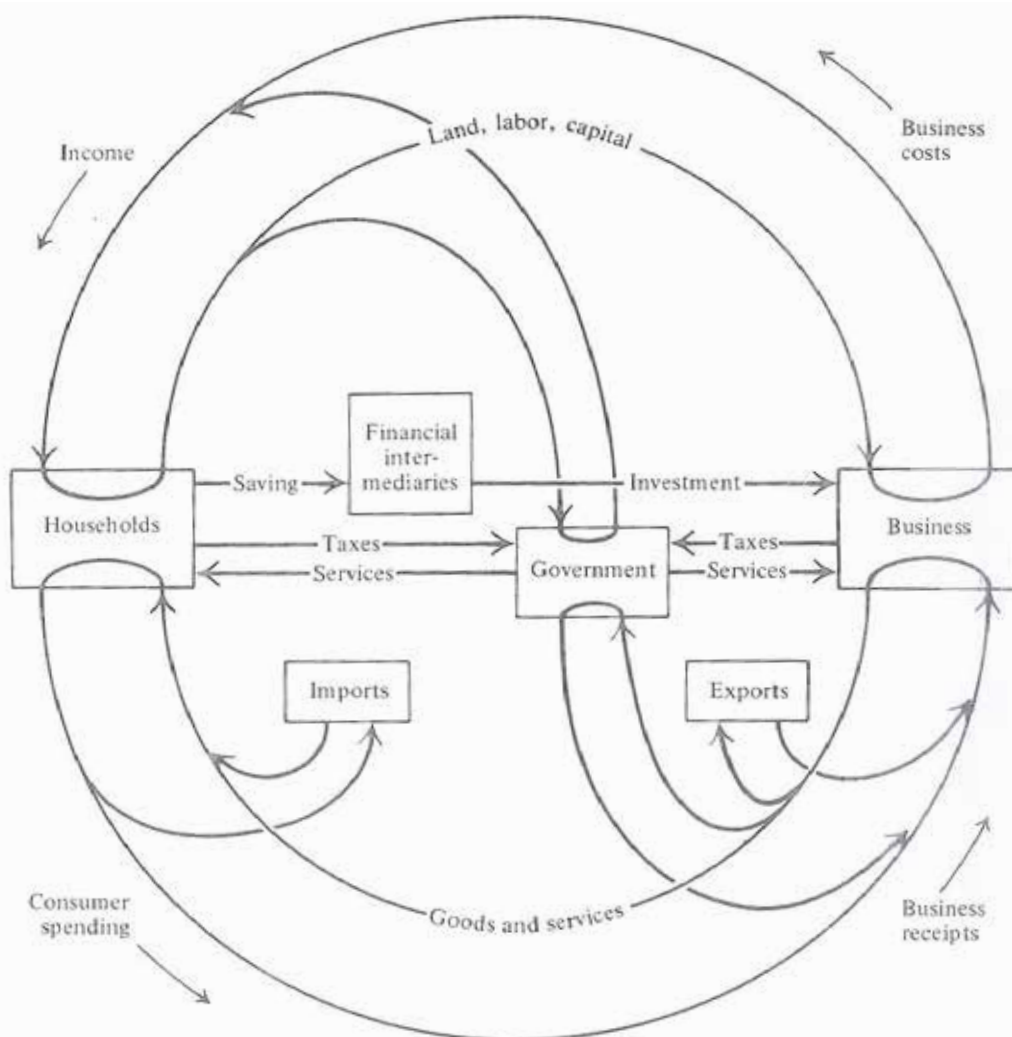 Land, labor, capital
Business
costs
Income
Financial
inter-
mediaries
Saving
Investment
Households
Business
Taxes
Taxes
Services
Government
Services
Imports
Exports
Consumer
spending
Goods and services
Business
receipts